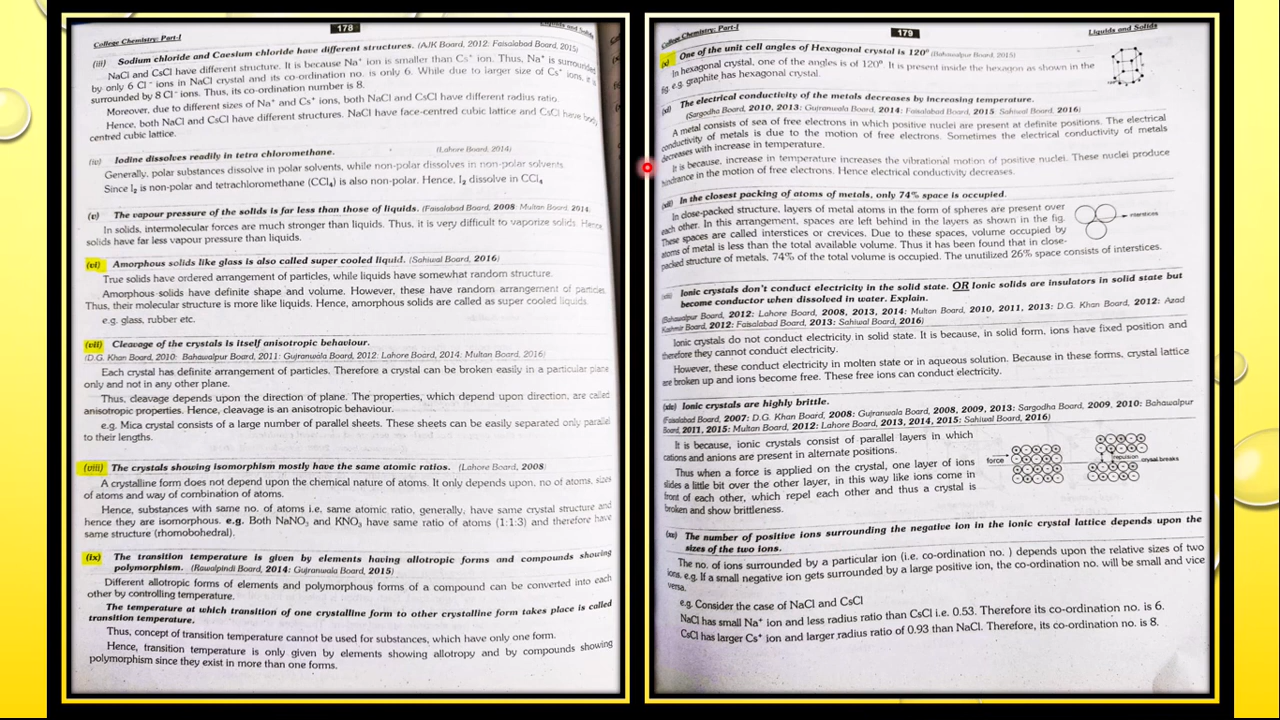 College Chemistry: Part-I
178
Liquids and Solids
(iii) Sodium chloride and Caesium chloride have different structures. (AJK Board, 2012: Faisalabad Board, 2015)
NaCl and CsCl have different structure. It is because Na⁺ ion is smaller than Cs⁺ ion. Thus, Na⁺ is surrounded
by only 6 Cl⁻ ions in NaCl crystal and its co-ordination no. is only 6. While due to larger size of Cs⁺ ions, it is
surrounded by 8 Cl⁻ ions. Thus, its co-ordination number is 8.
Moreover, due to different sizes of Na⁺ and Cs⁺ ions, both NaCl and CsCl have different radius ratio.
Hence, both NaCl and CsCl have different structures. NaCl have face-centred cubic lattice and CsCl have body
centred cubic lattice.
(iv) Iodine dissolves readily in tetra chloromethane. (Lahore Board, 2014)
Generally, polar substances dissolve in polar solvents, while non-polar dissolves in non-polar solvents.
Since I₂ is non-polar and tetrachloromethane (CCl₄) is also non-polar. Hence, I₂ dissolve in CCl₄
(v) The vapour pressure of the solids is far less than those of liquids. (Faisalabad Board, 2008: Multan Board, 2014
In solids, intermolecular forces are much stronger than liquids. Thus, it is very difficult to vaporize solids. Hence
solids have far less vapour pressure than liquids.
(vi) Amorphous solids like glass is also called super cooled liquid. (Sahiwal Board, 2016)
True solids have ordered arrangement of particles, while liquids have somewhat random structure.
Amorphous solids have definite shape and volume. However, these have random arrangement of particles.
Thus, their molecular structure is more like liquids. Hence, amorphous solids are called as super cooled liquids.
e.g. glass, rubber etc.
(vii) Cleavage of the crystals is itself anisotropic behaviour.
(D.G. Khan Board, 2010: Bahawalpur Board, 2011: Gujranwala Board, 2012: Lahore Board, 2014: Multan Board, 2016)
Each crystal has definite arrangement of particles. Therefore a crystal can be broken easily in a particular plane
only and not in any other plane.
Thus, cleavage depends upon the direction of plane. The properties, which depend upon direction, are called
anisotropic properties. Hence, cleavage is an anisotropic behaviour.
e.g. Mica crystal consists of a large number of parallel sheets. These sheets can be easily separated only parallel
to their lengths.
(viii) The crystals showing isomorphism mostly have the same atomic ratios. (Lahore Board, 2008
A crystalline form does not depend upon the chemical nature of atoms. It only depends upon, no of atoms, sizes
of atoms and way of combination of atoms.
Hence, substances with same no. of atoms i.e. same atomic ratio, generally, have same crystal structure and
hence they are isomorphous. e.g. Both NaNO₃ and KNO₃ have same ratio of atoms (1:1:3) and therefore have
same structure (rhombohedral).
(ix) The transition temperature is given by elements having allotropic forms and compounds showing
polymorphism. (Rawalpindi Board, 2014: Gujranwala Board, 2015)
Different allotropic forms of elements and polymorphous forms of a compound can be converted into each
other by controlling temperature.
The temperature at which transition of one crystalline form to other crystalline form takes place is called
transition temperature.
Thus, concept of transition temperature cannot be used for substances, which have only one form.
Hence, transition temperature is only given by elements showing allotropy and by compounds showing
polymorphism since they exist in more than one forms.
College Chemistry: Part-I
179
Liquids and Solids
(x) One of the unit cell angles of Hexagonal crystal is 120° (Bahawalpur Board, 2015)
In hexagonal crystal, one of the angles is of 120° It is present inside the hexagon as shown in the
fig. e.g. graphite has hexagonal crystal.
The electrical conductivity of the metals decreases by increasing temperature.
(Sargodha Board, 2010, 2013: Gujranwala Board, 2014: Faisalabad Board, 2015 Sahiwal Board, 2016)
A metal consists of sea of free electrons in which positive nuclei are present at definite positions. The electrical
conductivity of metals is due to the motion of free electrons. Sometimes the electrical conductivity of metals
decreases with increase in temperature.
It is because, increase in temperature increases the vibrational motion of positive nuclei. These nuclei produce
hindrance in the motion of free electrons. Hence electrical conductivity decreases.
In the closest packing of atoms of metals, only 74% space is occupied.
In close-packed structure, layers of metal atoms in the form of spheres are present over
each other. In this arrangement, spaces are left behind in the layers as shown in the fig.
These spaces are called interstices or crevices. Due to these spaces, volume occupied by
interstices
atoms of metal is less than the total available volume. Thus it has been found that in close-
packed structure of metals, 74% of the total volume is occupied. The unutilized 26% space consists of interstices.
Ionic crystals don't conduct electricity in the solid state. OR Ionic solids are insulators in solid state but
become conductor when dissolved in water. Explain.
(Bahawalpur Board, 2012: Lahore Board, 2008, 2013, 2014: Multan Board, 2010, 2011, 2013: D.G. Khan Board, 2012: Azad
Kashmir Board, 2012: Faisalabad Board, 2013: Sahiwal Board, 2016)
Ionic crystals do not conduct electricity in solid state. It is because, in solid form, ions have fixed position and
therefore they cannot conduct electricity.
However, these conduct electricity in molten state or in aqueous solution. Because in these forms, crystal lattice
are broken up and ions become free. These free ions can conduct electricity.
Ionic crystals are highly brittle.
(Faisalabad Board, 2007: D.G. Khan Board, 2008: Gujranwala Board, 2008, 2009, 2013: Sargodha Board, 2009, 2010: Bahawalpur
Board, 2011, 2015: Multan Board, 2012: Lahore Board, 2013, 2014, 2015: Sahiwal Board, 2016)
It is because, ionic crystals consist of parallel layers in which
cations and anions are present in alternate positions.
Thus when a force is applied on the crystal, one layer of ions
slides a little bit over the other layer, in this way like ions come in
front of each other, which repel each other and thus a crystal is
broken and show brittleness.
force
repulsion
crysal breaks
The number of positive ions surrounding the negative ion in the ionic crystal lattice depends upon the
sizes of the two ions.
The no. of ions surrounded by a particular ion (i.e. co-ordination no. ) depends upon the relative sizes of two
ions. e.g. If a small negative ion gets surrounded by a large positive ion, the co-ordination no. will be small and vice
versa.
e.g. Consider the case of NaCl and CsCl
NaCl has small Na⁺ ion and less radius ratio than CsCl i.e. 0.53. Therefore its co-ordination no. is 6.
CsCl has larger Cs⁺ ion and larger radius ratio of 0.93 than NaCl. Therefore, its co-ordination no. is 8.